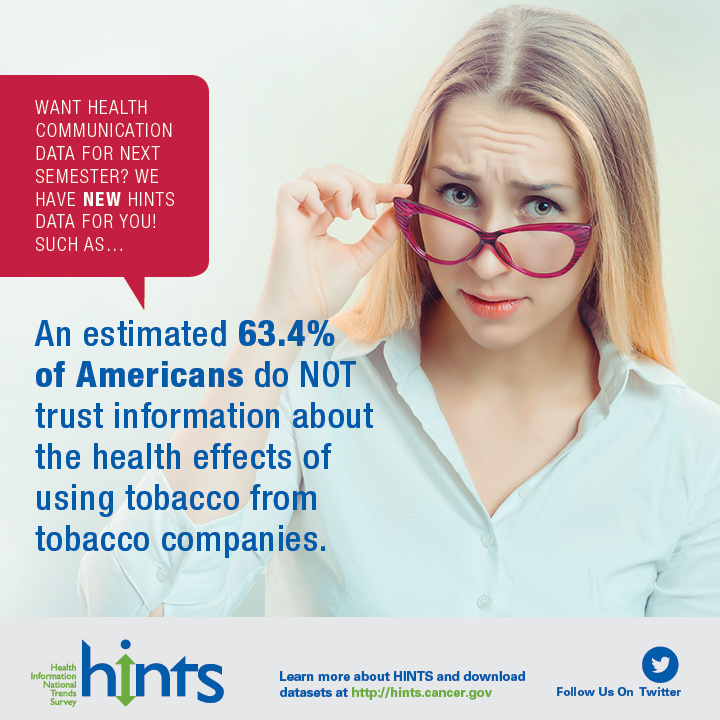 WANT HEALTH
COMMUNICATION
DATA FOR NEXT
SEMESTER? WE
HAVE NEW HINTS
DATA FOR YOU!
SUCH AS...
An estimated 63.4%
of Americans do NOT
trust information about
the health effects of
using tobacco from
tobacco companies.
Health
Information
National
Trends
Survey
hints
Learn more about HINTS and download
datasets at http://hints.cancer.gov
Follow Us On Twitter